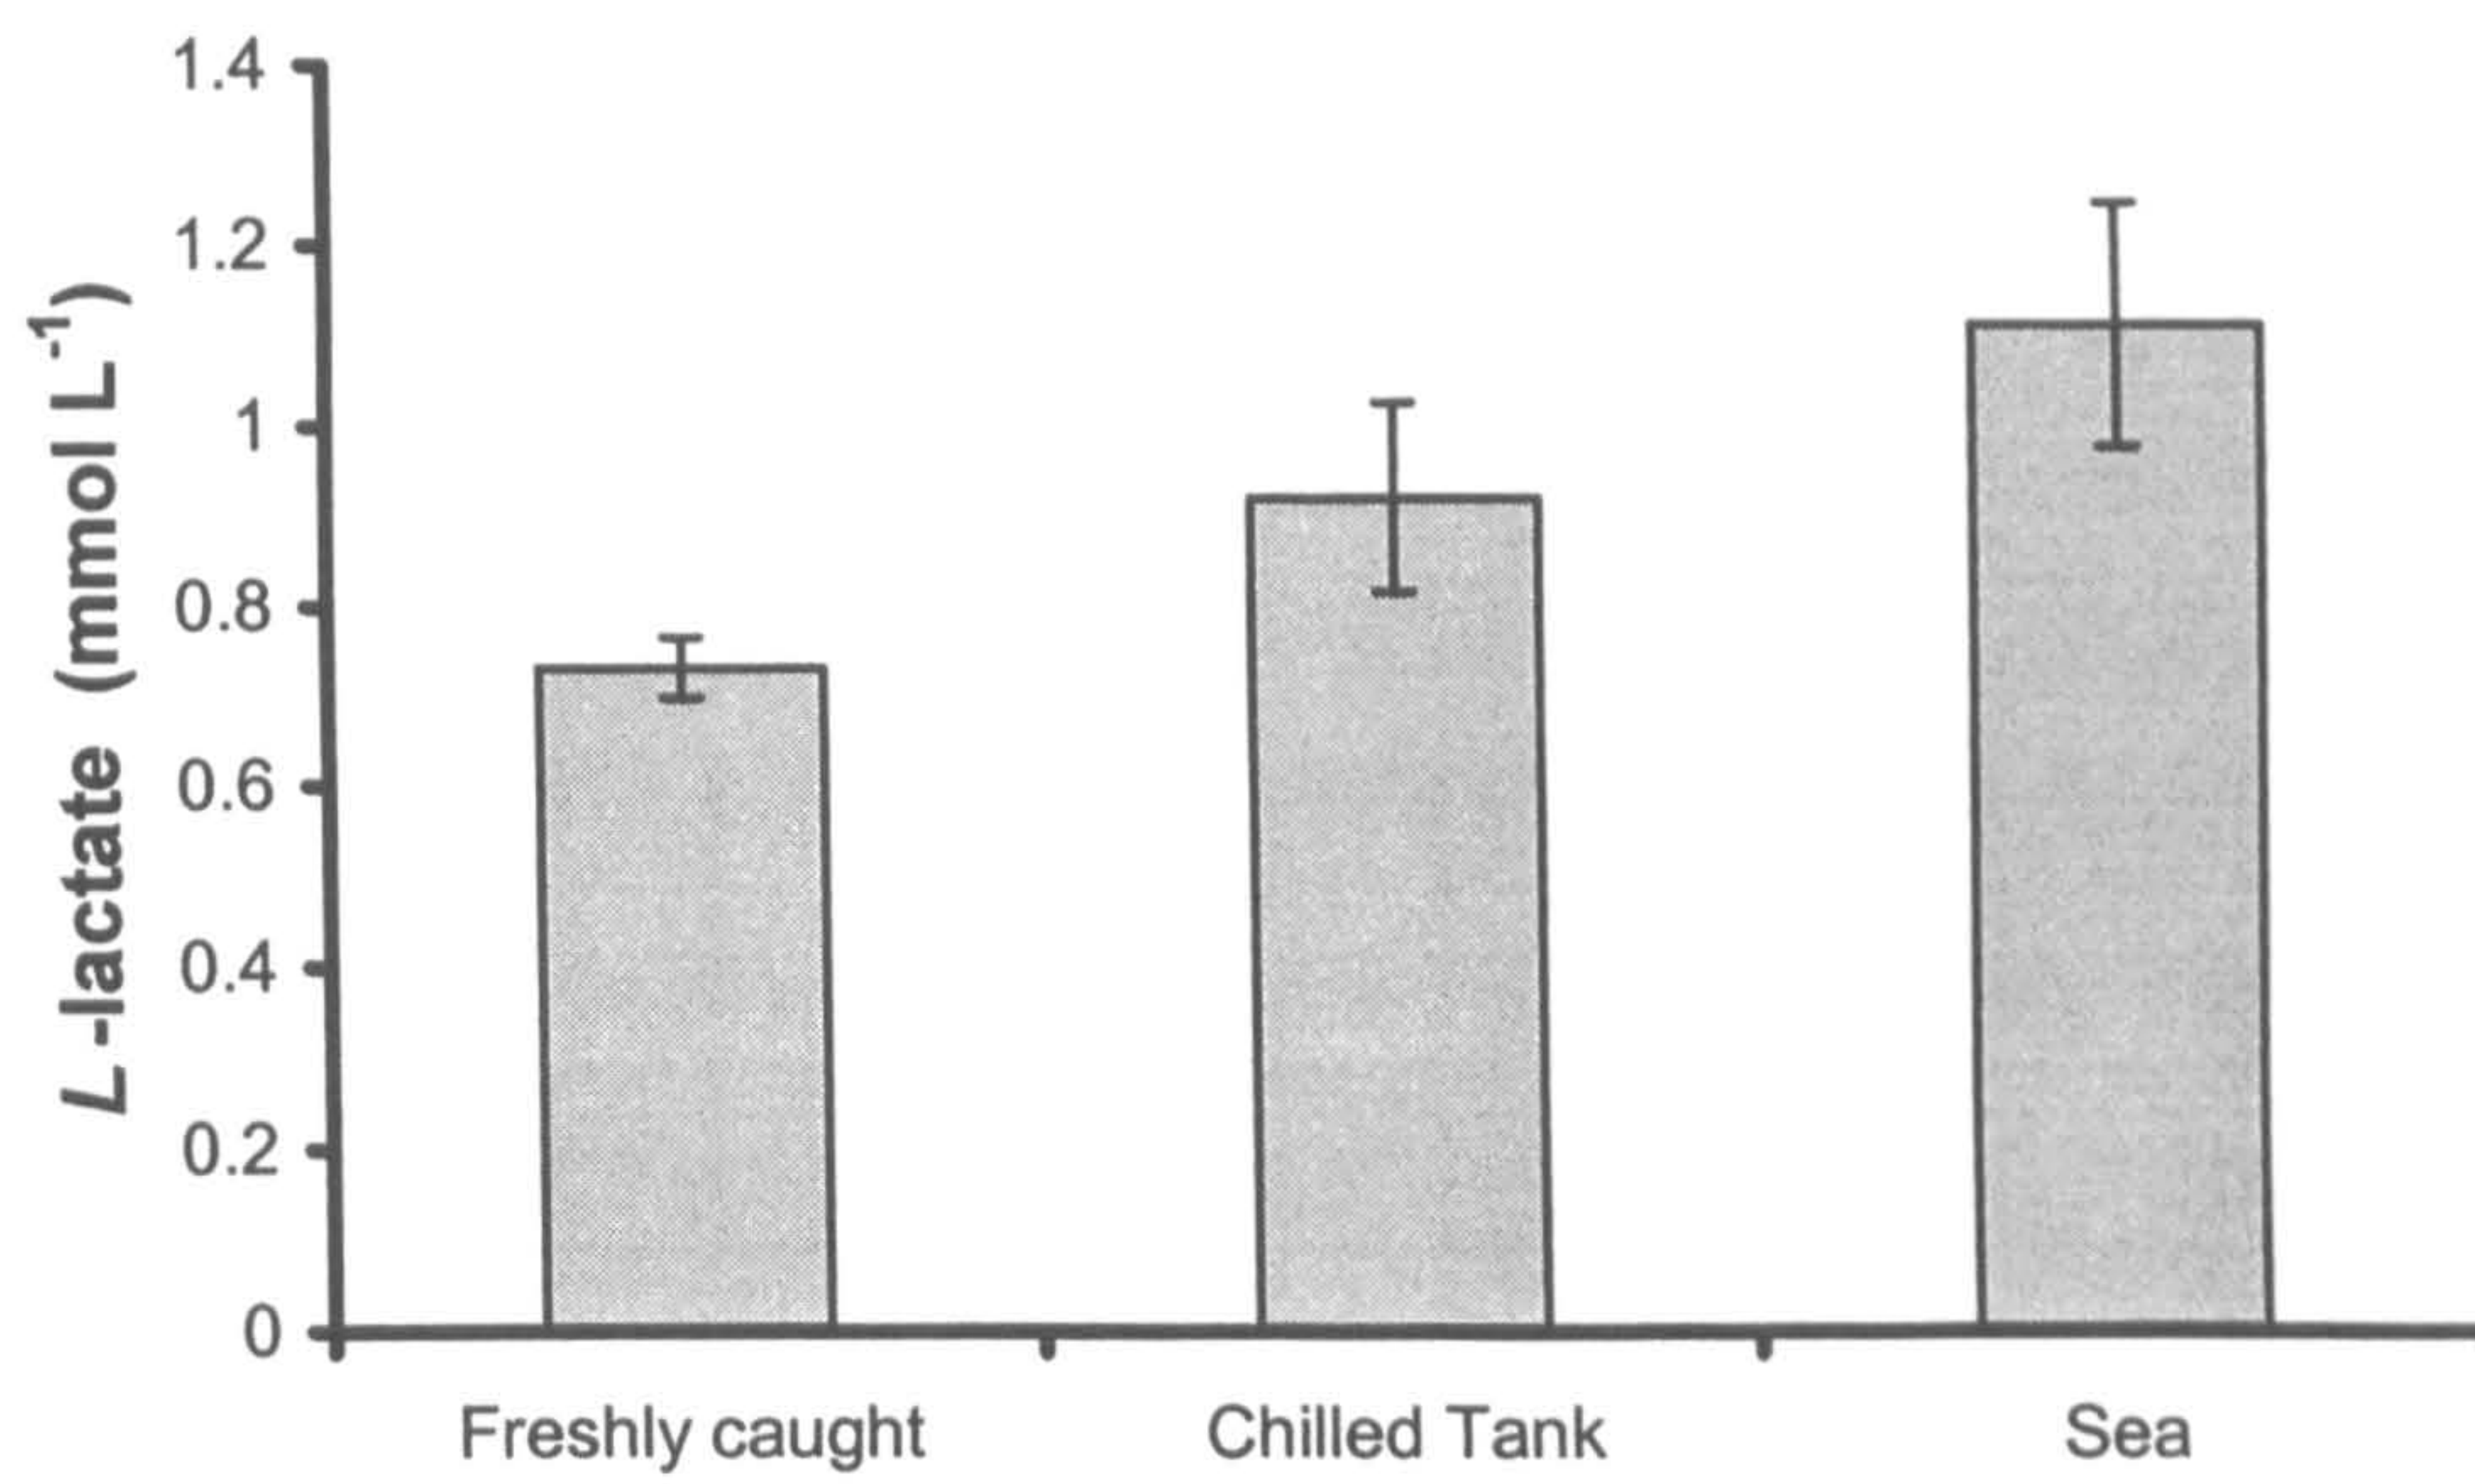 L-lactate (mmol L⁻¹)
1.4
1.2
1
0.8
0.6
0.4
0.2
0
Freshly caught
Chilled Tank
Sea